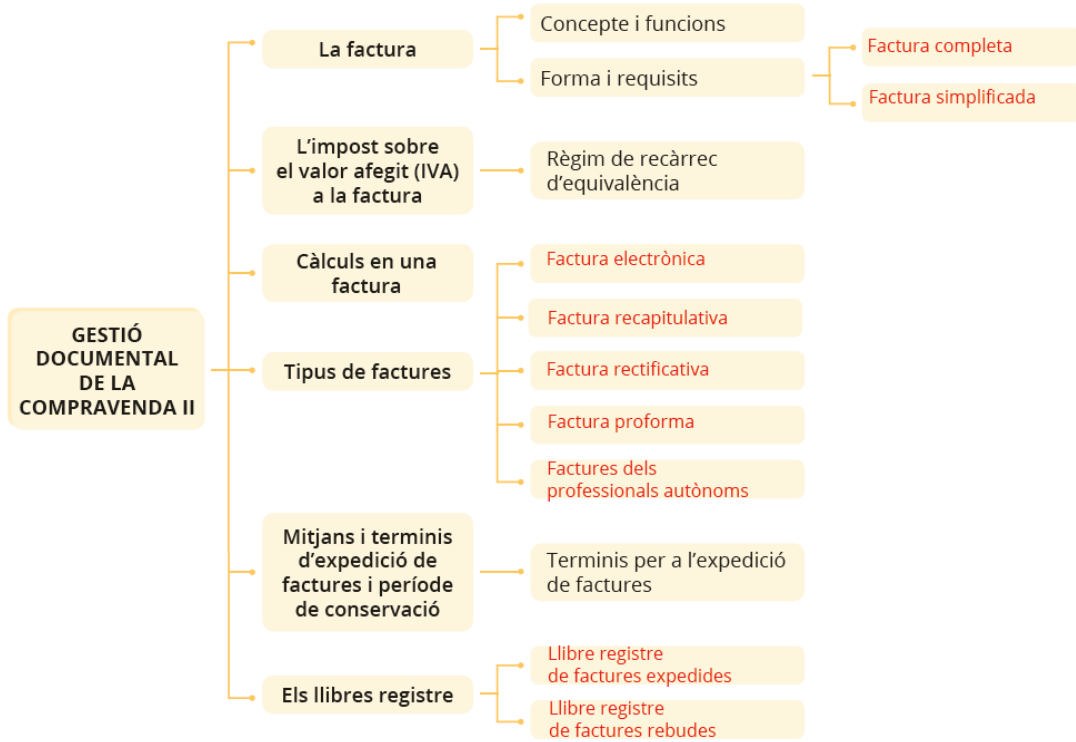 GESTIÓ
DOCUMENTAL
DE LA
COMPRAVENDA II
La factura
Concepte i funcions
Forma i requisits
Factura completa
Factura simplificada
L’impost sobre
el valor afegit (IVA)
a la factura
Règim de recàrrec
d’equivalència
Càlculs en una
factura
Tipus de factures
Factura electrònica
Factura recapitulativa
Factura rectificativa
Factura proforma
Factures dels
professionals autònoms
Mitjans i terminis
d’expedició de
factures i període
de conservació
Terminis per a l’expedició
de factures
Els llibres registre
Llibre registre
de factures expedides
Llibre registre
de factures rebudes